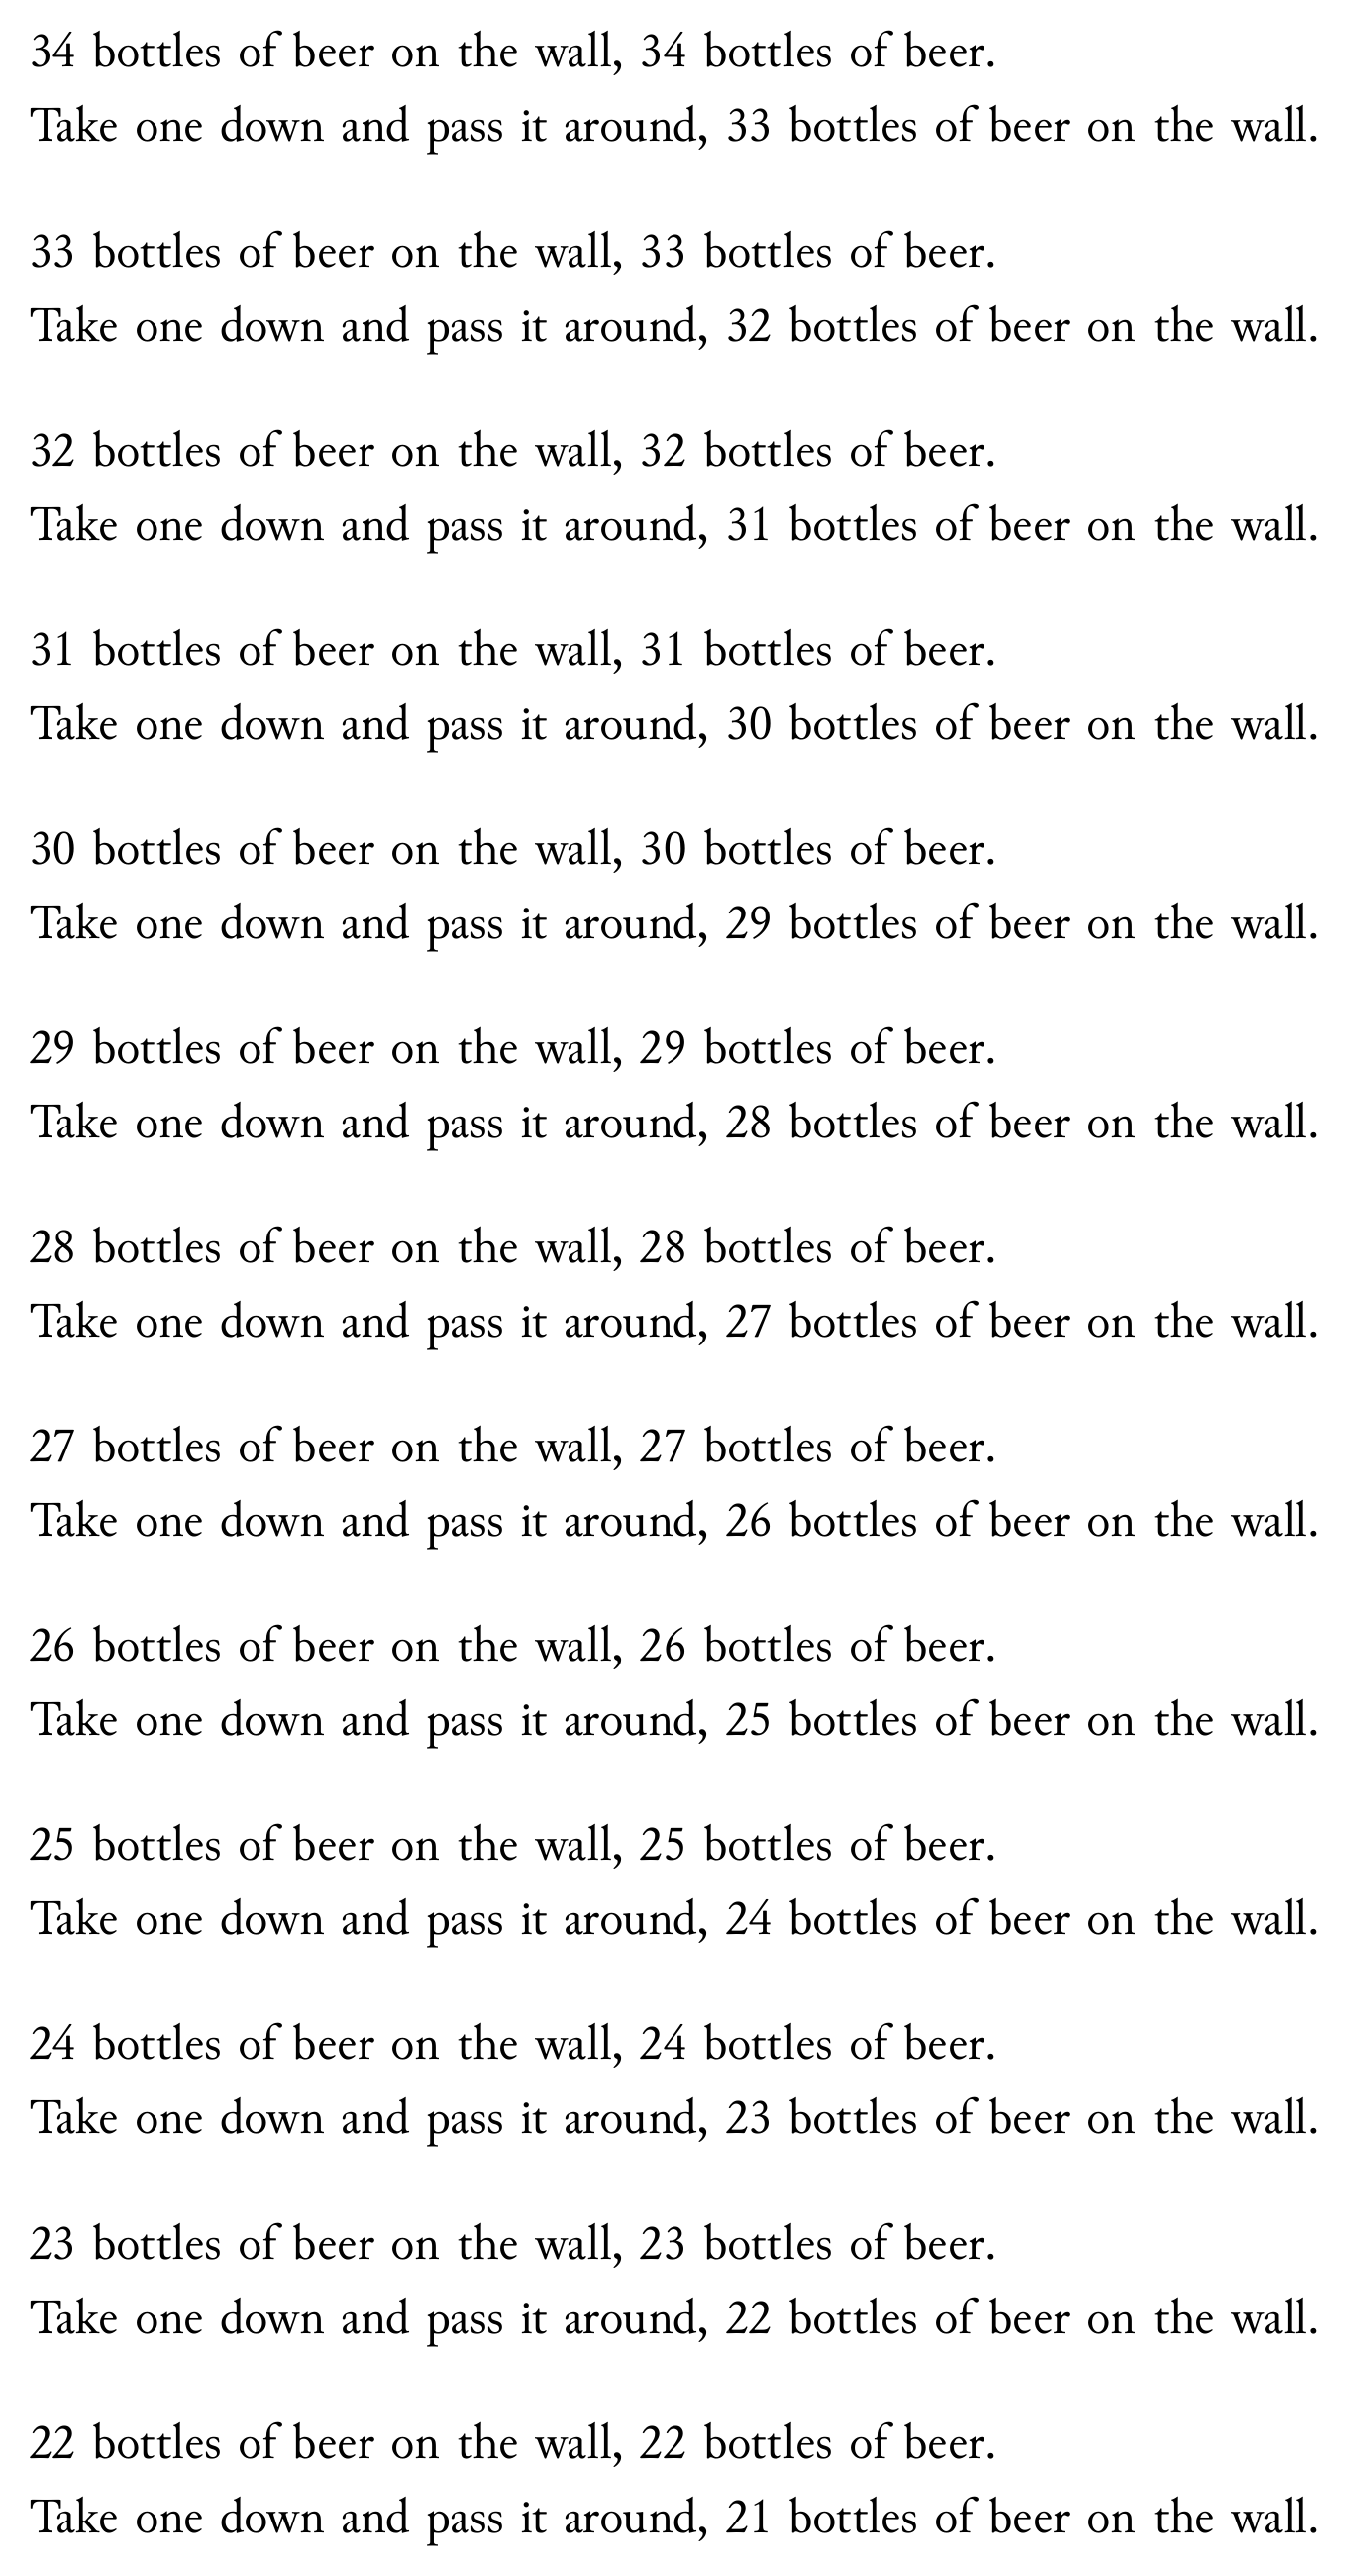 34 bottles of beer on the wall, 34 bottles of beer.
Take one down and pass it around, 33 bottles of beer on the wall.

33 bottles of beer on the wall, 33 bottles of beer.
Take one down and pass it around, 32 bottles of beer on the wall.

32 bottles of beer on the wall, 32 bottles of beer.
Take one down and pass it around, 31 bottles of beer on the wall.

31 bottles of beer on the wall, 31 bottles of beer.
Take one down and pass it around, 30 bottles of beer on the wall.

30 bottles of beer on the wall, 30 bottles of beer.
Take one down and pass it around, 29 bottles of beer on the wall.

29 bottles of beer on the wall, 29 bottles of beer.
Take one down and pass it around, 28 bottles of beer on the wall.

28 bottles of beer on the wall, 28 bottles of beer.
Take one down and pass it around, 27 bottles of beer on the wall.

27 bottles of beer on the wall, 27 bottles of beer.
Take one down and pass it around, 26 bottles of beer on the wall.

26 bottles of beer on the wall, 26 bottles of beer.
Take one down and pass it around, 25 bottles of beer on the wall.

25 bottles of beer on the wall, 25 bottles of beer.
Take one down and pass it around, 24 bottles of beer on the wall.

24 bottles of beer on the wall, 24 bottles of beer.
Take one down and pass it around, 23 bottles of beer on the wall.

23 bottles of beer on the wall, 23 bottles of beer.
Take one down and pass it around, 22 bottles of beer on the wall.

22 bottles of beer on the wall, 22 bottles of beer.
Take one down and pass it around, 21 bottles of beer on the wall.